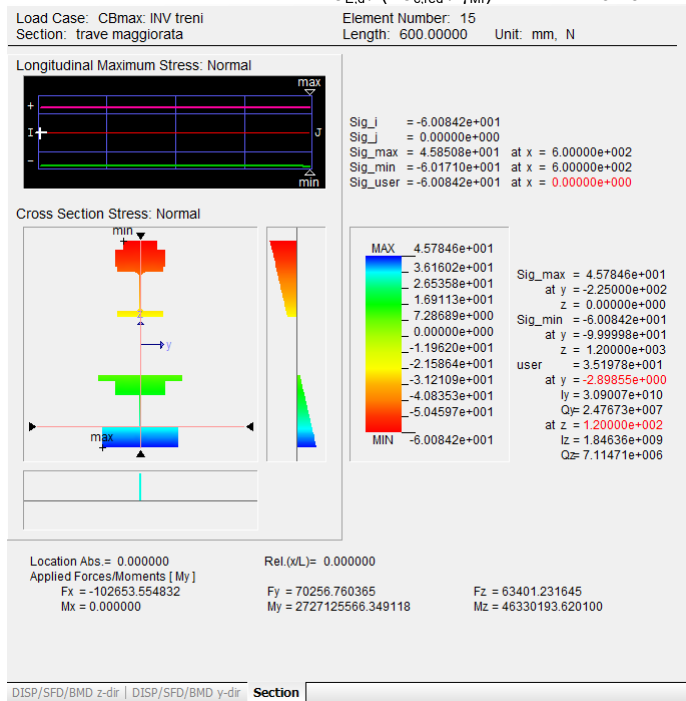 Load Case: CBmax: INV treni
Section: trave maggiorata
Element Number: 15
Length: 600.00000 Unit: mm, N
Longitudinal Maximum Stress: Normal
max
+
I
J
-
min
Sig_i = -6.00842e+001
Sig_j = 0.00000e+000
Sig_max = 4.58508e+001 at x = 6.00000e+002
Sig_min = -6.01710e+001 at x = 6.00000e+002
Sig_user = -6.00842e+001 at x = 0.00000e+000
Cross Section Stress: Normal
min
z
y
max
MAX 4.57846e+001
3.61602e+001
2.65358e+001
1.69113e+001
7.28689e+000
0.00000e+000
-1.19620e+001
-2.15864e+001
-3.12109e+001
-4.08353e+001
-5.04597e+001
MIN -6.00842e+001
Sig_max = 4.57846e+001
at y = -2.25000e+002
z = 0.00000e+000
Sig_min = -6.00842e+001
at y = -9.99998e+001
z = 1.20000e+003
user = 3.51978e+001
at y = -2.89855e+000
Iy = 3.09007e+010
Qy= 2.47673e+007
at z = 1.20000e+002
Iz = 1.84636e+009
Qz= 7.11471e+006
Location Abs.= 0.000000 Rel.(x/L)= 0.000000
Applied Forces/Moments [ My ]
Fx = -102653.554832 Fy = 70256.760365 Fz = 63401.231645
Mx = 0.000000 My = 2727125566.349118 Mz = 46330193.620100
DISP/SFD/BMD z-dir | DISP/SFD/BMD y-dir Section